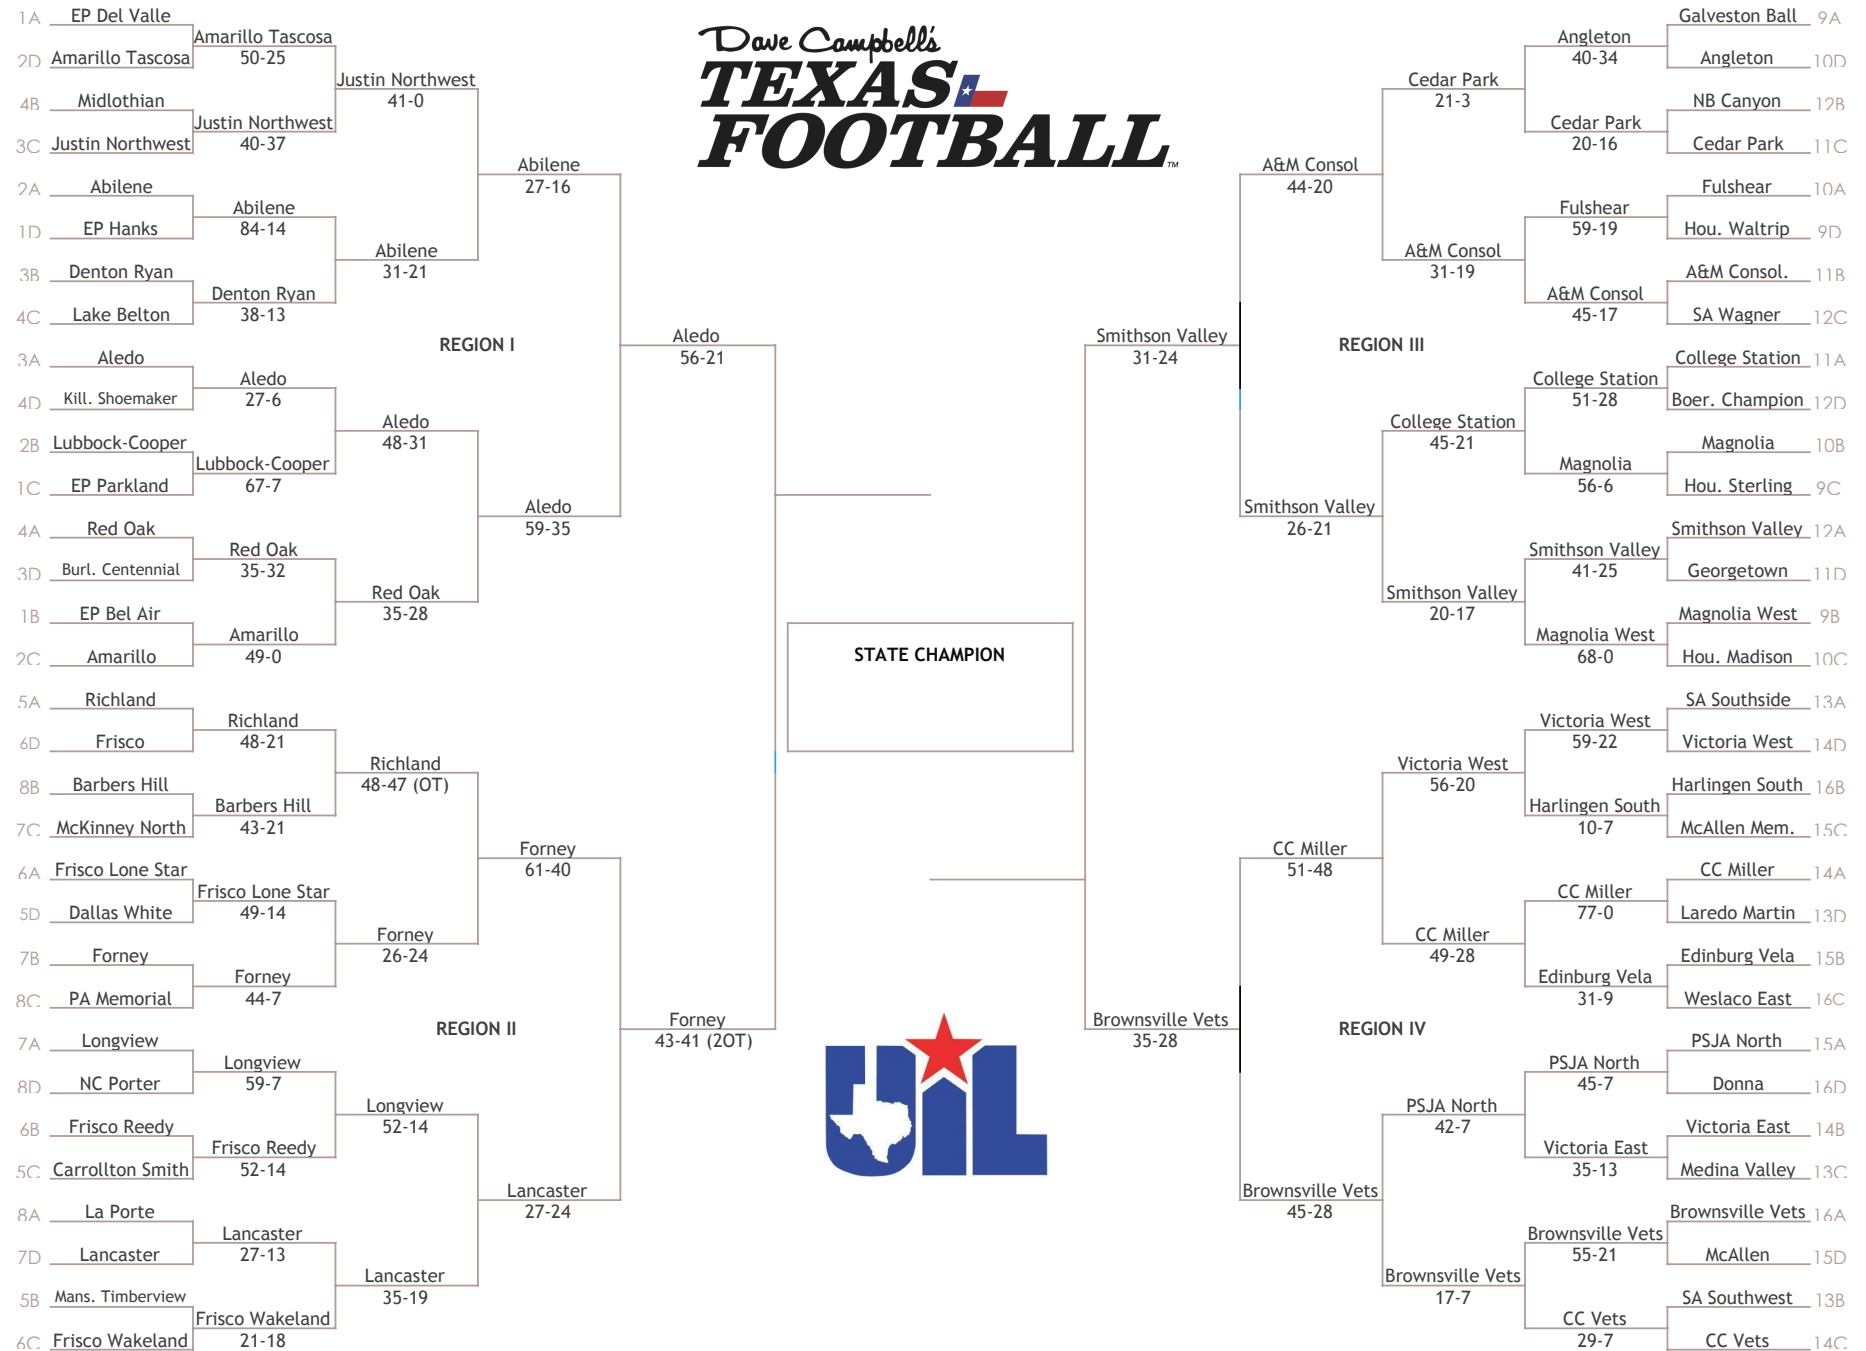 Dave Campbell's
TEXAS
FOOTBALL™
1A EP Del Valle
2D Amarillo Tascosa
4B Midlothian
3C Justin Northwest
2A Abilene
1D EP Hanks
3B Denton Ryan
4C Lake Belton
3A Aledo
4D Kill. Shoemaker
2B Lubbock-Cooper
1C EP Parkland
4A Red Oak
3D Burl. Centennial
1B EP Bel Air
2C Amarillo
5A Richland
6D Frisco
8B Barbers Hill
7C McKinney North
6A Frisco Lone Star
5D Dallas White
7B Forney
8C PA Memorial
7A Longview
8D NC Porter
6B Frisco Reedy
5C Carrollton Smith
8A La Porte
7D Lancaster
5B Mans. Timberview
6C Frisco Wakeland
Amarillo Tascosa
50-25
Justin Northwest
40-37
Abilene
84-14
Denton Ryan
38-13
Aledo
27-6
Lubbock-Cooper
67-7
Red Oak
35-32
Amarillo
49-0
Richland
48-21
Barbers Hill
43-21
Frisco Lone Star
49-14
Forney
44-7
Longview
59-7
Frisco Reedy
52-14
Lancaster
27-13
Frisco Wakeland
21-18
Justin Northwest
41-0
Abilene
31-21
Aledo
48-31
Red Oak
35-28
Richland
48-47 (OT)
Forney
26-24
Longview
52-14
Lancaster
35-19
Abilene
27-16
REGION I
Aledo
59-35
Forney
61-40
REGION II
Lancaster
27-24
Aledo
56-21
Forney
43-41 (2OT)
STATE CHAMPION
UIL
Smithson Valley
31-24
Brownsville Vets
35-28
A&M Consol
44-20
REGION III
Smithson Valley
26-21
CC Miller
51-48
REGION IV
Brownsville Vets
45-28
Cedar Park
21-3
A&M Consol
31-19
College Station
45-21
Smithson Valley
20-17
Victoria West
56-20
CC Miller
49-28
PSJA North
42-7
Brownsville Vets
17-7
Angleton
40-34
Cedar Park
20-16
Fulshear
59-19
A&M Consol
45-17
College Station
51-28
Magnolia
56-6
Smithson Valley
41-25
Magnolia West
68-0
Victoria West
59-22
Harlingen South
10-7
CC Miller
77-0
Edinburg Vela
31-9
PSJA North
45-7
Victoria East
35-13
Brownsville Vets
55-21
CC Vets
29-7
Galveston Ball 9A
Angleton 10D
NB Canyon 12B
Cedar Park 11C
Fulshear 10A
Hou. Waltrip 9D
A&M Consol. 11B
SA Wagner 12C
College Station 11A
Boer. Champion 12D
Magnolia 10B
Hou. Sterling 9C
Smithson Valley 12A
Georgetown 11D
Magnolia West 9B
Hou. Madison 10C
SA Southside 13A
Victoria West 14D
Harlingen South 16B
McAllen Mem. 15C
CC Miller 14A
Laredo Martin 13D
Edinburg Vela 15B
Weslaco East 16C
PSJA North 15A
Donna 16D
Victoria East 14B
Medina Valley 13C
Brownsville Vets 16A
McAllen 15D
SA Southwest 13B
CC Vets 14C